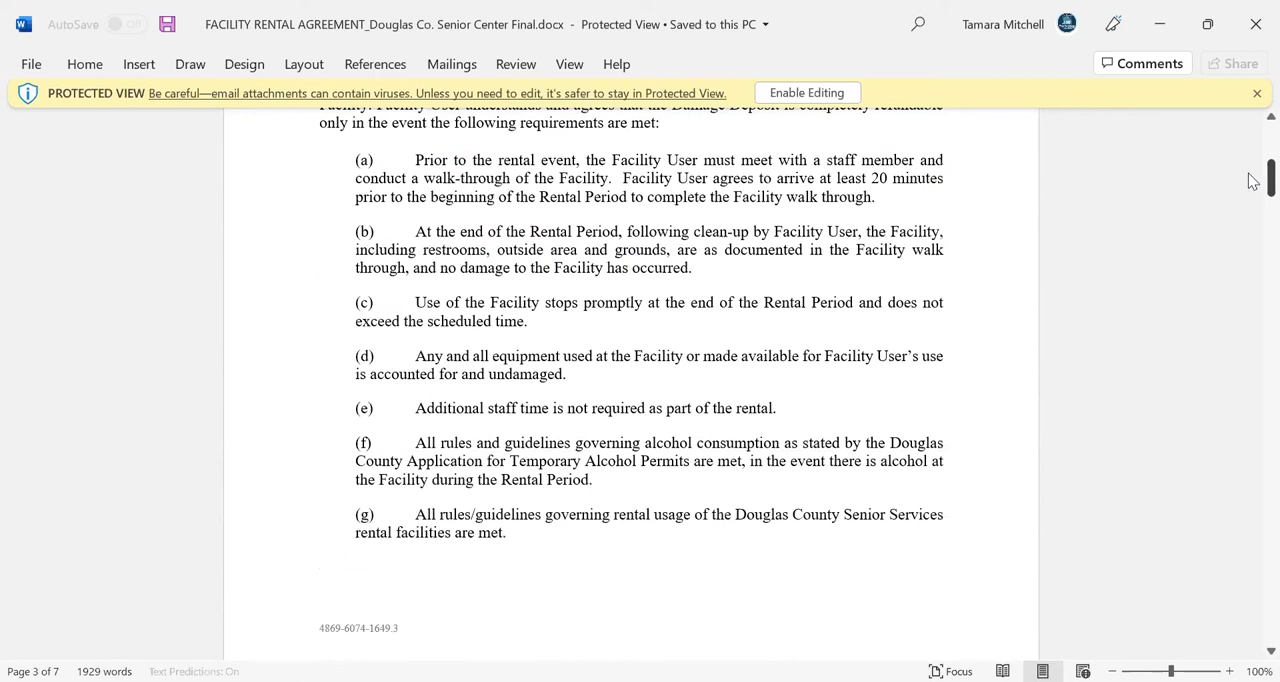 AutoSave Off FACILITY RENTAL AGREEMENT_Douglas Co. Senior Center Final.docx - Protected View • Saved to this PC Tamara Mitchell
File Home Insert Draw Design Layout References Mailings Review View Help Comments Share
PROTECTED VIEW Be careful—email attachments can contain viruses. Unless you need to edit, it's safer to stay in Protected View. Enable Editing
Facility. Facility User understands and agrees that the Damage Deposit is completely refundable
only in the event the following requirements are met:
(a) Prior to the rental event, the Facility User must meet with a staff member and
conduct a walk-through of the Facility. Facility User agrees to arrive at least 20 minutes
prior to the beginning of the Rental Period to complete the Facility walk through.
(b) At the end of the Rental Period, following clean-up by Facility User, the Facility,
including restrooms, outside area and grounds, are as documented in the Facility walk
through, and no damage to the Facility has occurred.
(c) Use of the Facility stops promptly at the end of the Rental Period and does not
exceed the scheduled time.
(d) Any and all equipment used at the Facility or made available for Facility User’s use
is accounted for and undamaged.
(e) Additional staff time is not required as part of the rental.
(f) All rules and guidelines governing alcohol consumption as stated by the Douglas
County Application for Temporary Alcohol Permits are met, in the event there is alcohol at
the Facility during the Rental Period.
(g) All rules/guidelines governing rental usage of the Douglas County Senior Services
rental facilities are met.
4869-6074-1649.3
Page 3 of 7 1929 words Text Predictions: On Focus 100%